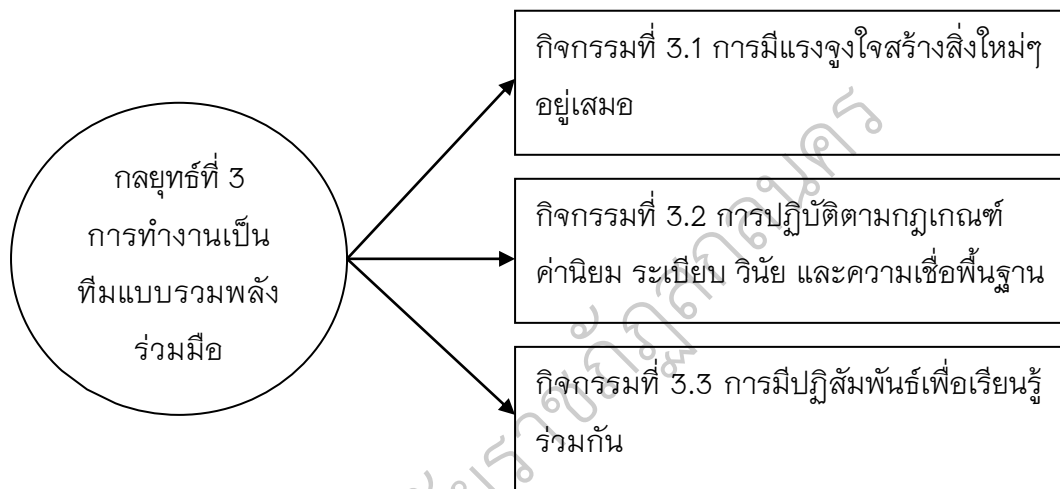 กลยุทธ์ที่ 3
การทำงานเป็น
ทีมแบบรวมพลัง
ร่วมมือ
กิจกรรมที่ 3.1 การมีแรงจูงใจสร้างสิ่งใหม่ๆ
อยู่เสมอ
กิจกรรมที่ 3.2 การปฏิบัติตามกฎเกณฑ์
ค่านิยม ระเบียบ วินัย และความเชื่อพื้นฐาน
กิจกรรมที่ 3.3 การมีปฏิสัมพันธ์เพื่อเรียนรู้
ร่วมกัน